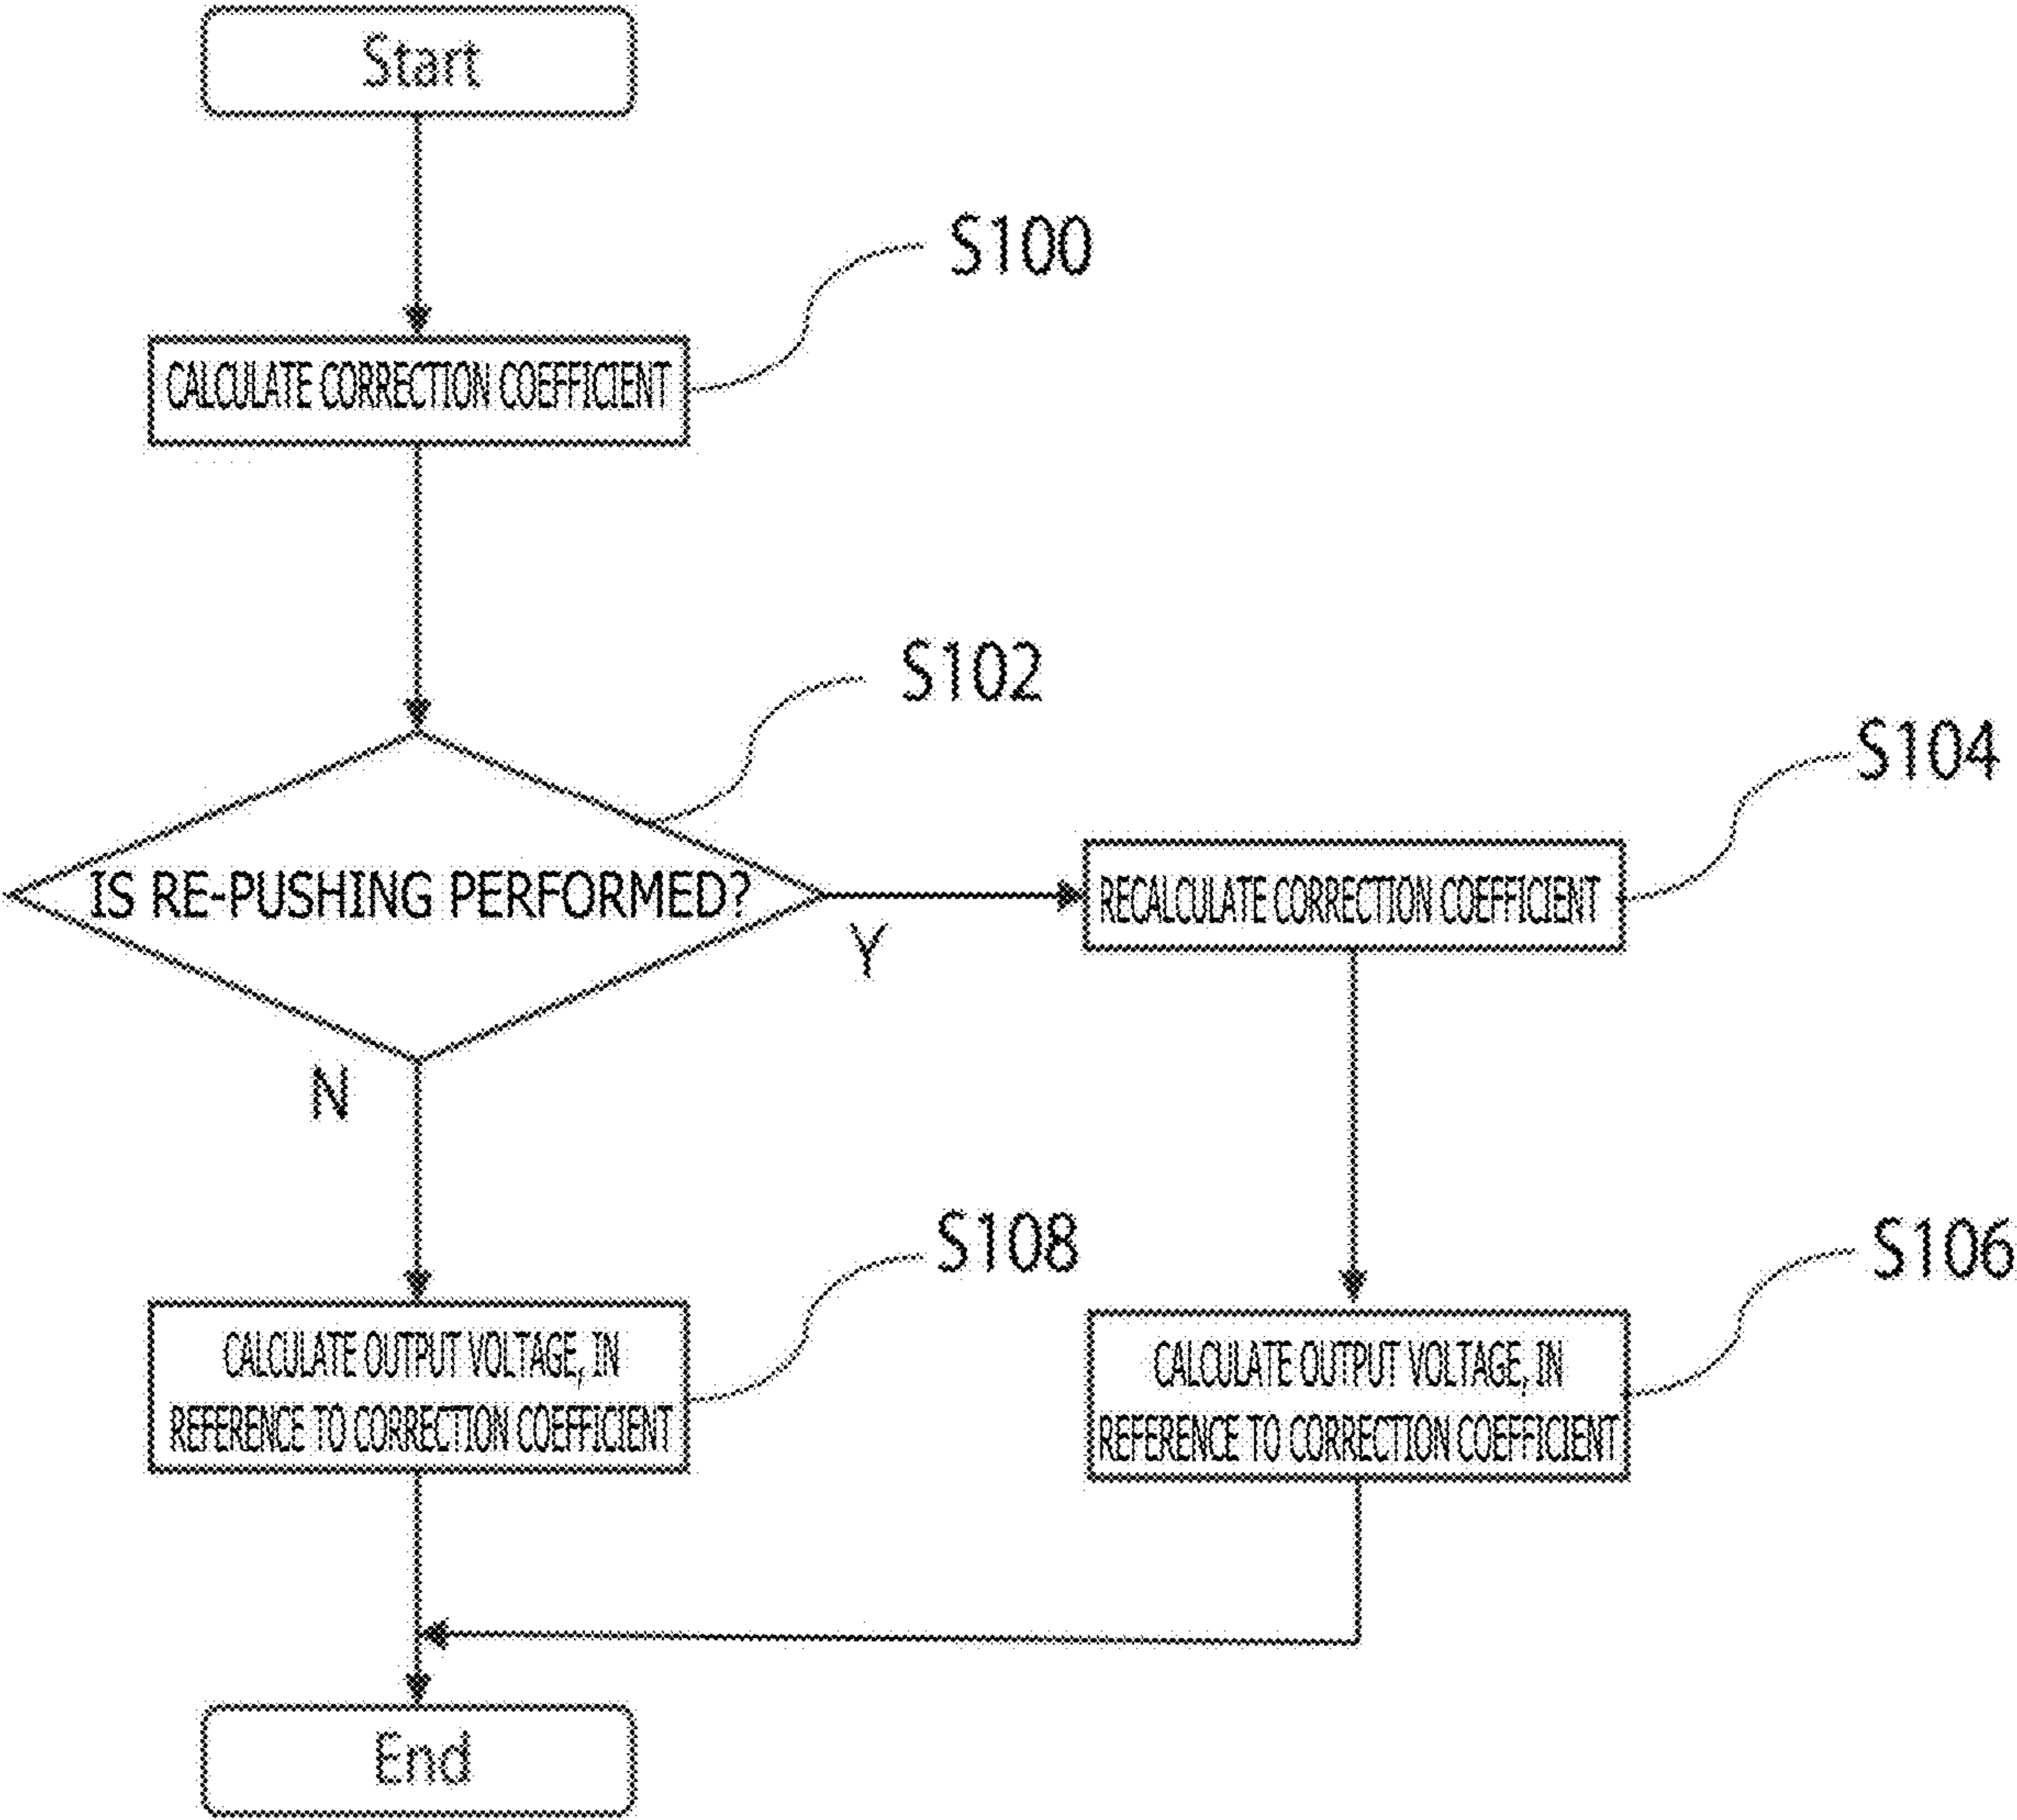 Start
S100
CALCULATE CORRECTION COEFFICIENT
S102
S104
IS RE-PUSHING PERFORMED?
RECALCULATE CORRECTION COEFFICIENT
Y
N
S108
S106
CALCULATE OUTPUT VOLTAGE, IN
REFERENCE TO CORRECTION COEFFICIENT
CALCULATE OUTPUT VOLTAGE, IN
REFERENCE TO CORRECTION COEFFICIENT
End